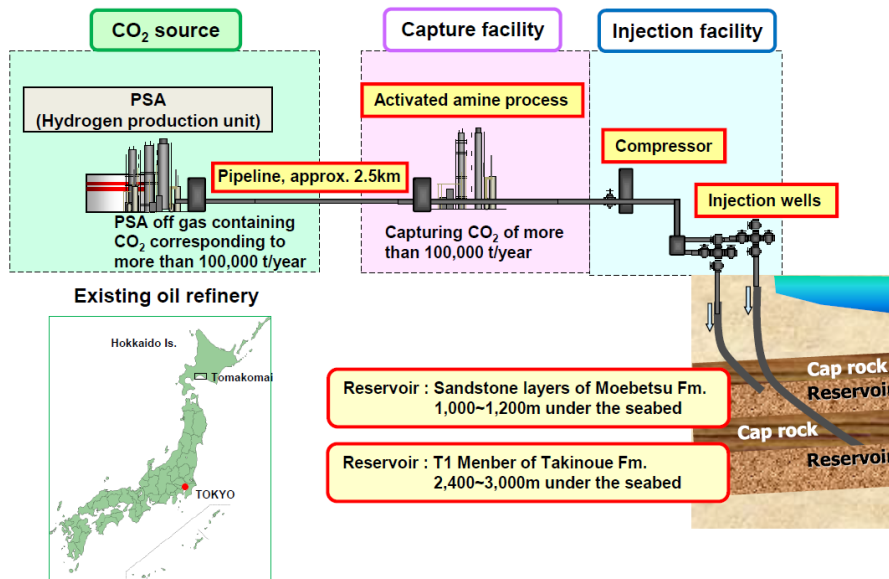 CO₂ source
Capture facility
Injection facility
PSA
(Hydrogen production unit)
Activated amine process
Compressor
Pipeline, approx. 2.5km
Injection wells
PSA off gas containing
CO₂ corresponding to
more than 100,000 t/year
Capturing CO₂ of more
than 100,000 t/year
Existing oil refinery
Hokkaido Is.
Tomakomai
TOKYO
Reservoir : Sandstone layers of Moebetsu Fm.
1,000~1,200m under the seabed
Reservoir : T1 Menber of Takinoue Fm.
2,400~3,000m under the seabed
Cap rock
Reservoir
Cap rock
Reservoir